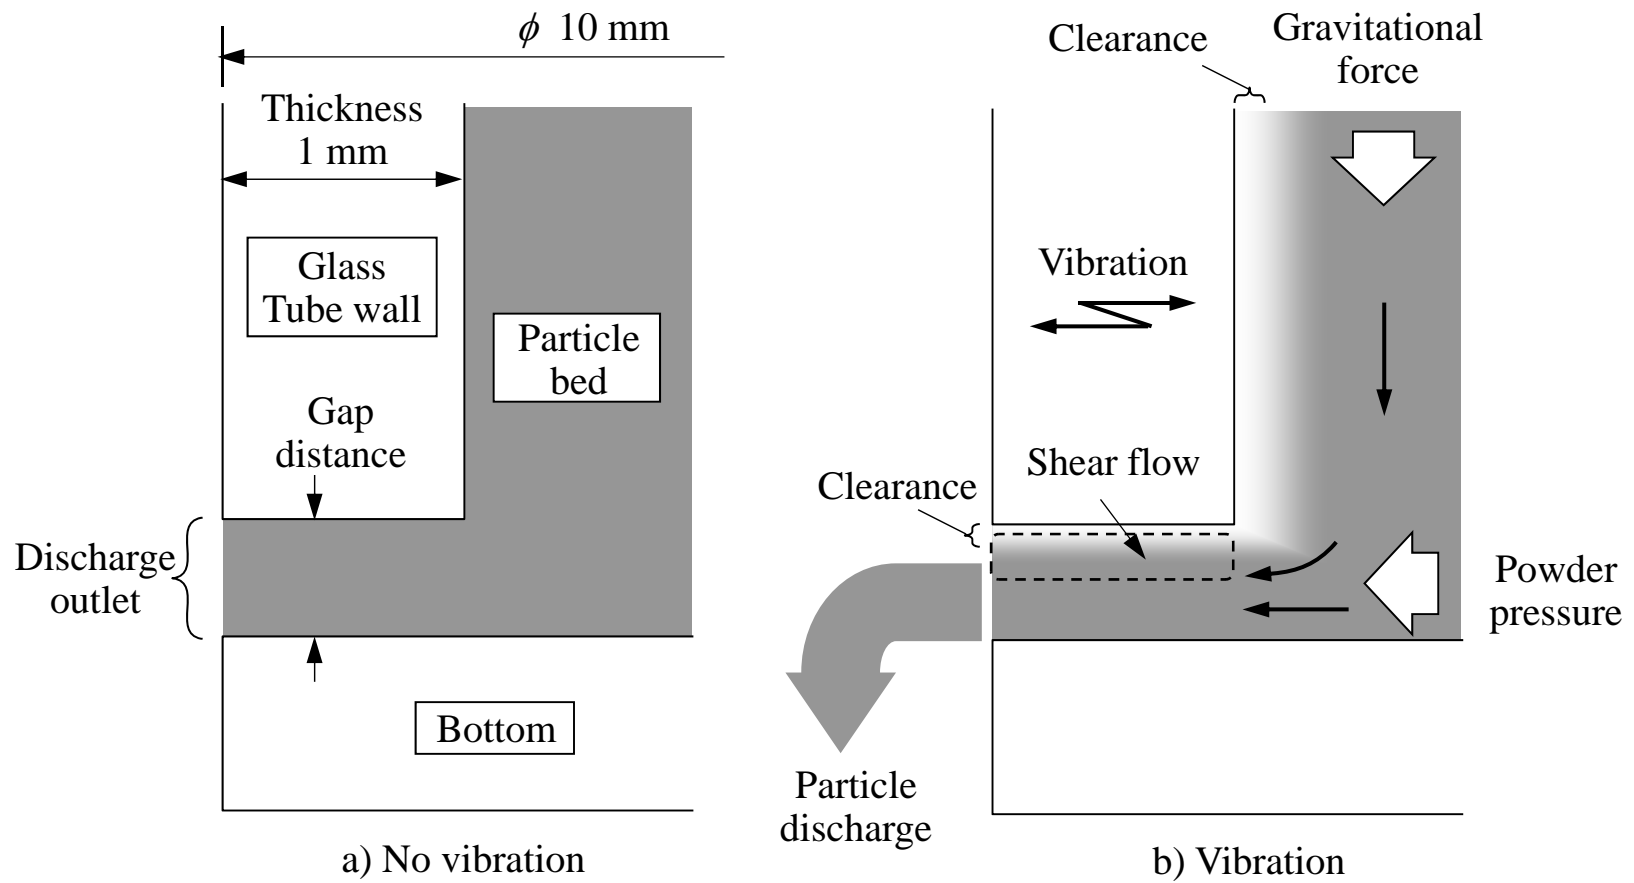 ϕ 10 mm
Thickness
1 mm
Glass
Tube wall
Particle
bed
Gap
distance
Discharge
outlet
Bottom
a) No vibration
Clearance
Gravitational
force
Vibration
Shear flow
Clearance
Powder
pressure
Particle
discharge
b) Vibration